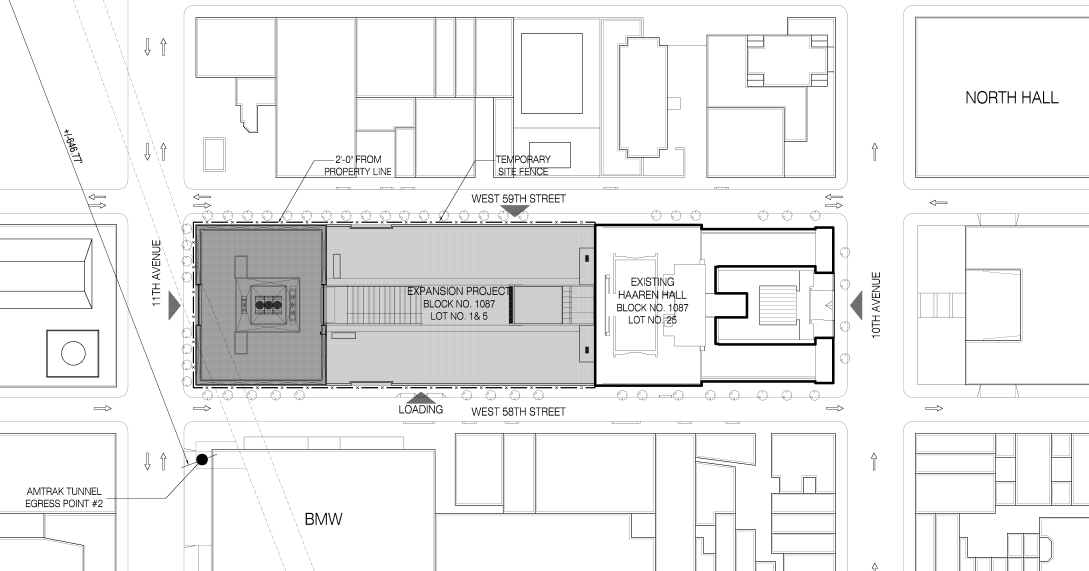 NORTH HALL
+/-646.77'
2'-0" FROM
PROPERTY LINE
TEMPORARY
SITE FENCE
WEST 59TH STREET
11TH AVENUE
EXPANSION PROJECT
BLOCK NO. 1087
LOT NO. 1& 5
EXISTING
HAAREN HALL
BLOCK NO. 1087
LOT NO. 25
10TH AVENUE
LOADING
WEST 58TH STREET
AMTRAK TUNNEL
EGRESS POINT #2
BMW